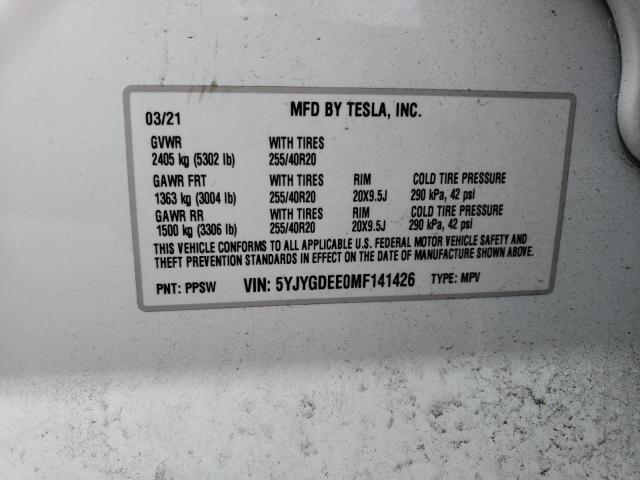 03/21 MFD BY TESLA, INC.
GVWR WITH TIRES
2405 kg (5302 lb) 255/40R20
GAWR FRT WITH TIRES RIM COLD TIRE PRESSURE
1363 kg (3004 lb) 255/40R20 20X9.5J 290 kPa, 42 psi
GAWR RR WITH TIRES RIM COLD TIRE PRESSURE
1500 kg (3306 lb) 255/40R20 20X9.5J 290 kPa, 42 psi
THIS VEHICLE CONFORMS TO ALL APPLICABLE U.S. FEDERAL MOTOR VEHICLE SAFETY AND
THEFT PREVENTION STANDARDS IN EFFECT ON THE DATE OF MANUFACTURE SHOWN ABOVE.
PNT: PPSW VIN: 5YJYGDEE0MF141426 TYPE: MPV